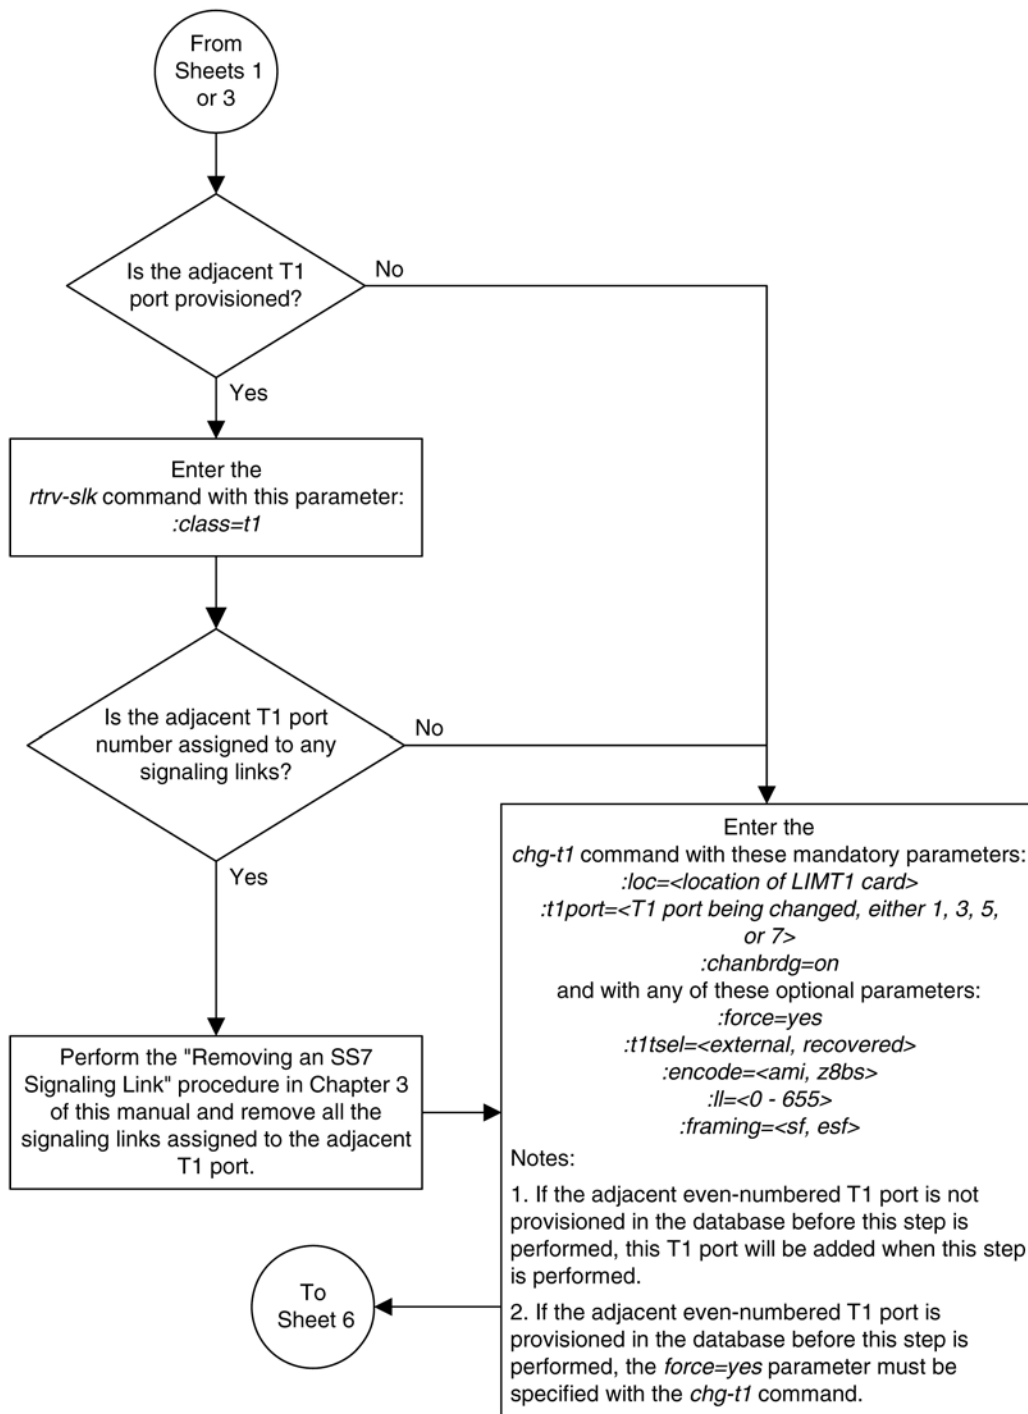 From
Sheets 1
or 3
Is the adjacent T1
port provisioned?
No
Yes
Enter the
rtrv-slk command with this parameter:
:class=t1
Is the adjacent T1 port
number assigned to any
signaling links?
No
Yes
Perform the "Removing an SS7
Signaling Link" procedure in Chapter 3
of this manual and remove all the
signaling links assigned to the adjacent
T1 port.
Enter the
chg-t1 command with these mandatory parameters:
:loc=<location of LIMT1 card>
:t1port=<T1 port being changed, either 1, 3, 5,
or 7>
:chanbrdg=on
and with any of these optional parameters:
:force=yes
:t1tsel=<external, recovered>
:encode=<ami, z8bs>
:ll=<0 - 655>
:framing=<sf, esf>
Notes:
1. If the adjacent even-numbered T1 port is not
provisioned in the database before this step is
performed, this T1 port will be added when this step
is performed.
2. If the adjacent even-numbered T1 port is
provisioned in the database before this step is
performed, the force=yes parameter must be
specified with the chg-t1 command.
To
Sheet 6